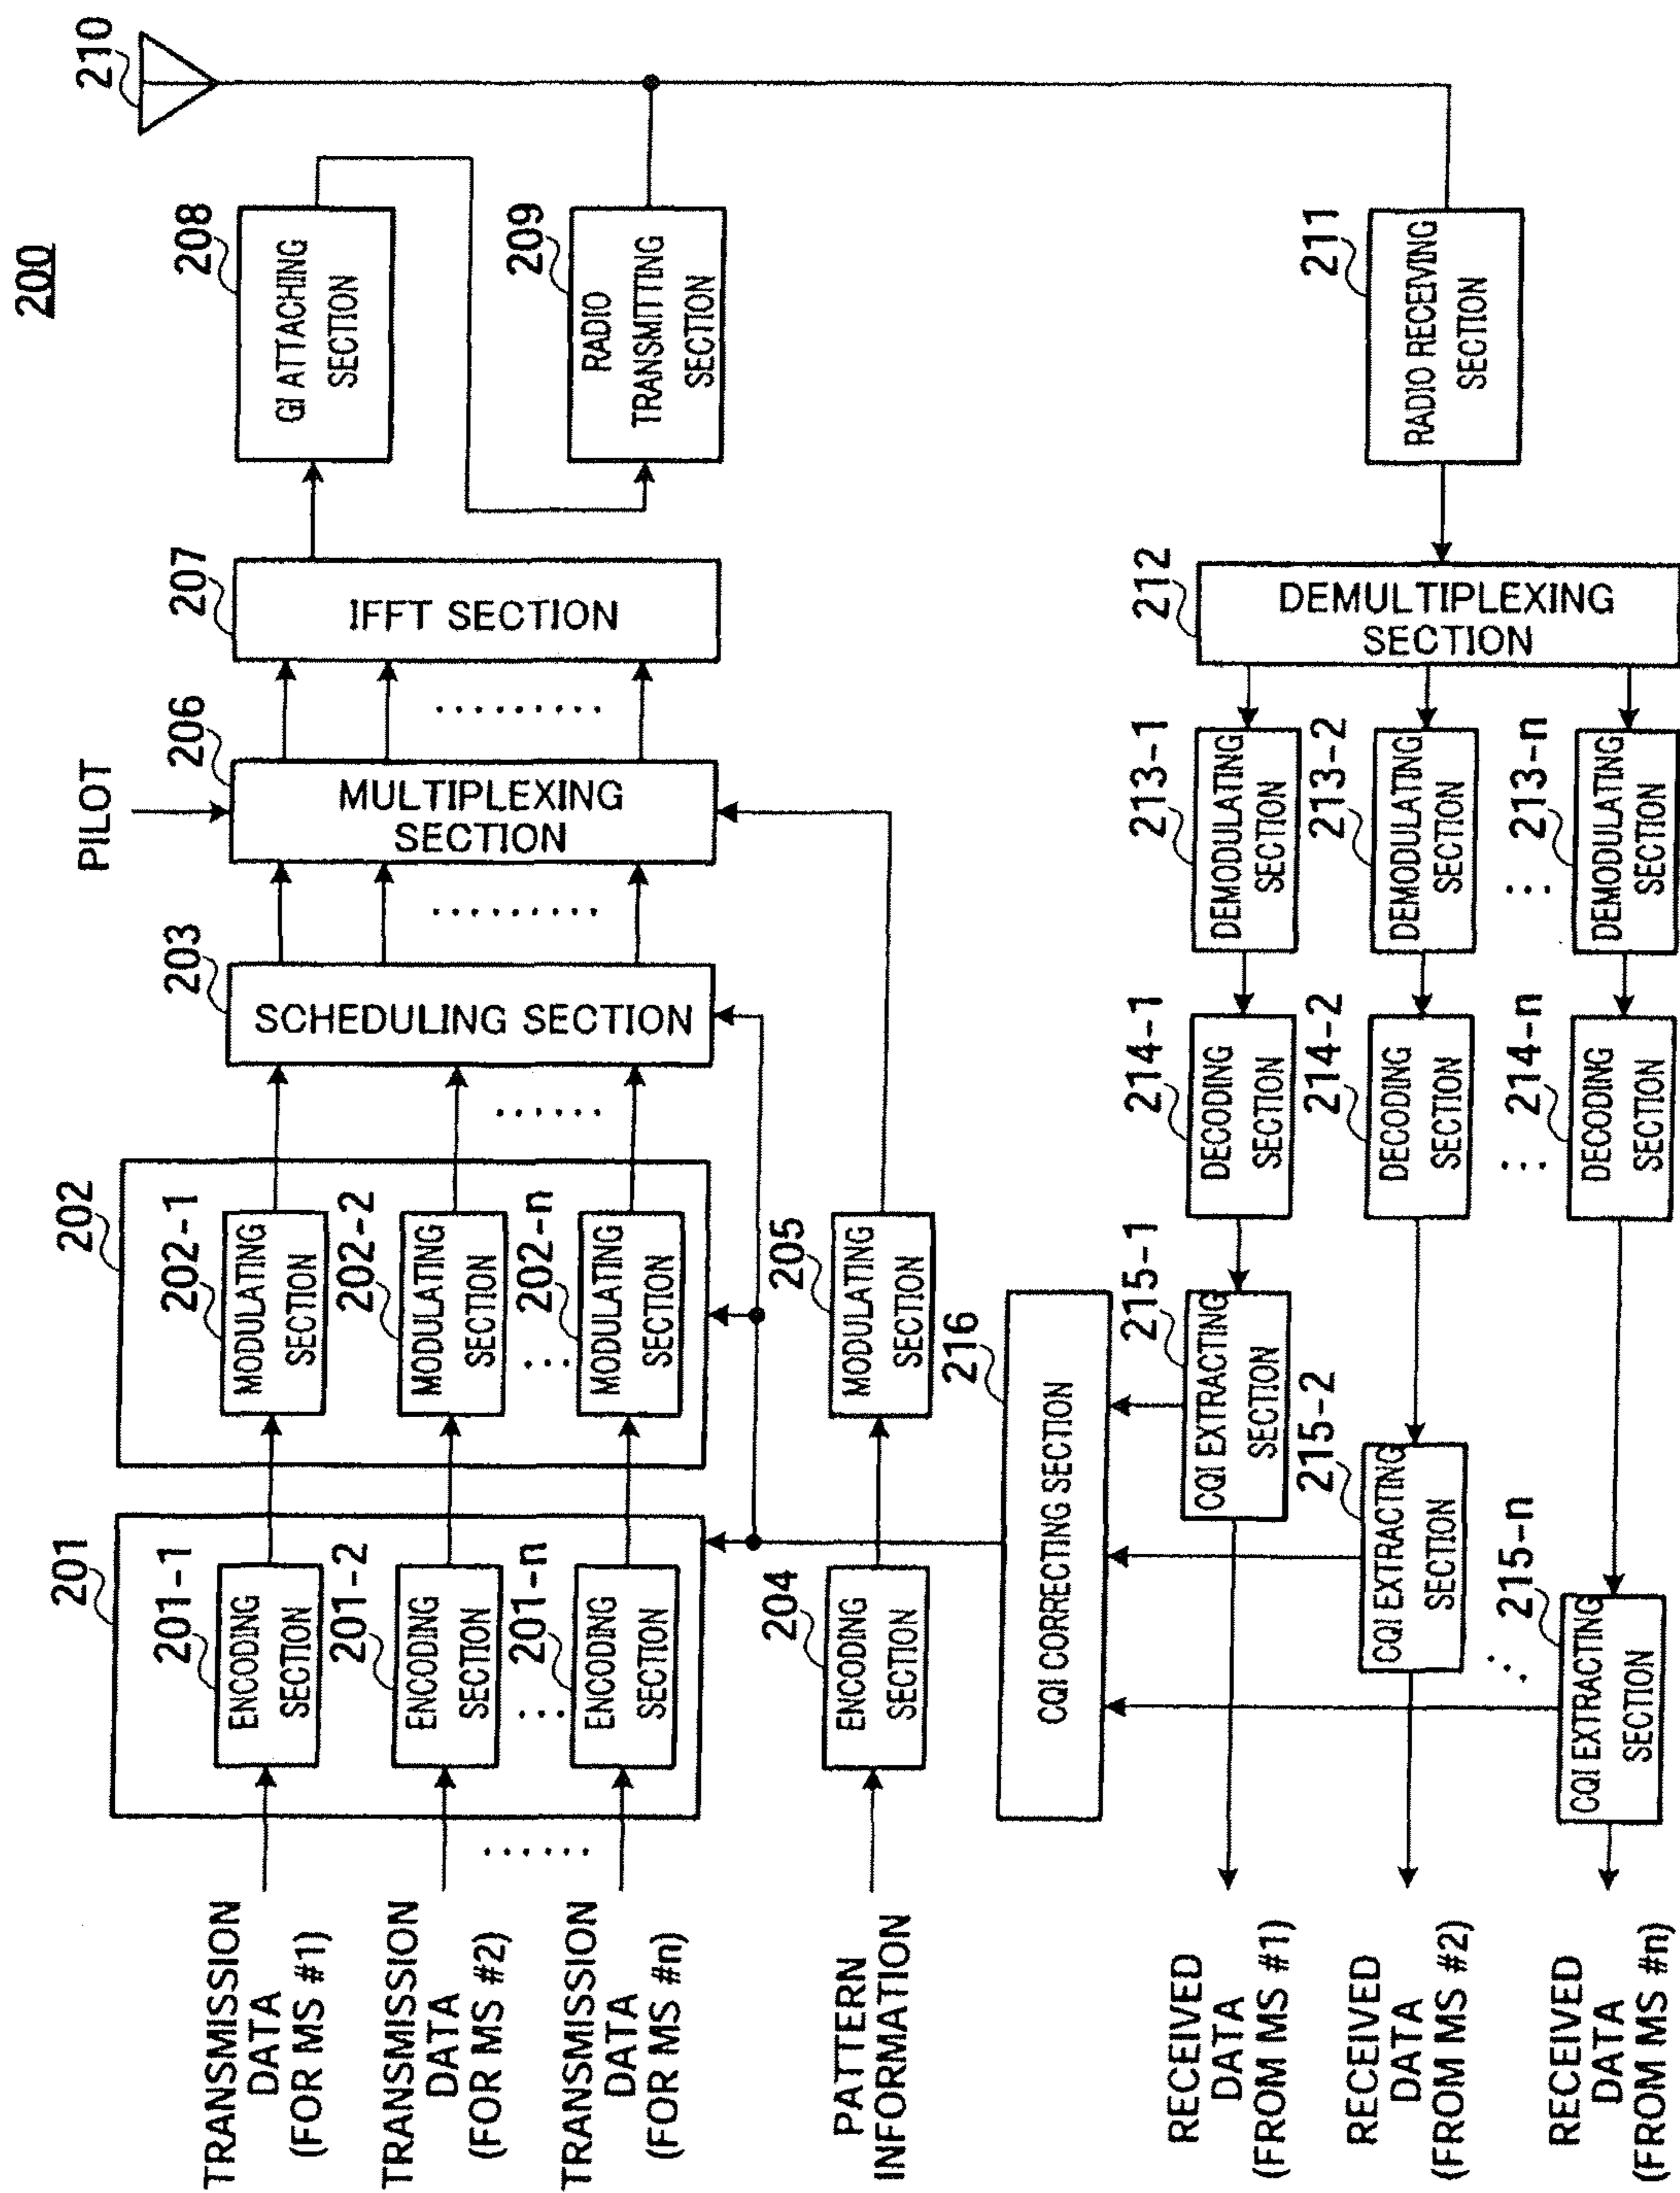 200
TRANSMISSION
DATA
(FOR MS #1)
TRANSMISSION
DATA
(FOR MS #2)
TRANSMISSION
DATA
(FOR MS #n)
201
201-1
ENCODING
SECTION
201-2
ENCODING
SECTION
201-n
ENCODING
SECTION
202
202-1
MODULATING
SECTION
202-2
MODULATING
SECTION
202-n
MODULATING
SECTION
203
SCHEDULING SECTION
PILOT
206
MULTIPLEXING
SECTION
207
IFFT SECTION
208
GI ATTACHING
SECTION
209
RADIO
TRANSMITTING
SECTION
210
PATTERN
INFORMATION
204
ENCODING
SECTION
205
MODULATING
SECTION
216
CQI CORRECTING SECTION
211
RADIO RECEIVING
SECTION
212
DEMULTIPLEXING
SECTION
213-1
DEMODULATING
SECTION
213-2
DEMODULATING
SECTION
213-n
DEMODULATING
SECTION
214-1
DECODING
SECTION
214-2
DECODING
SECTION
214-n
DECODING
SECTION
215-1
CQI EXTRACTING
SECTION
215-2
CQI EXTRACTING
SECTION
215-n
CQI EXTRACTING
SECTION
RECEIVED
DATA
(FROM MS #1)
RECEIVED
DATA
(FROM MS #2)
RECEIVED
DATA
(FROM MS #n)